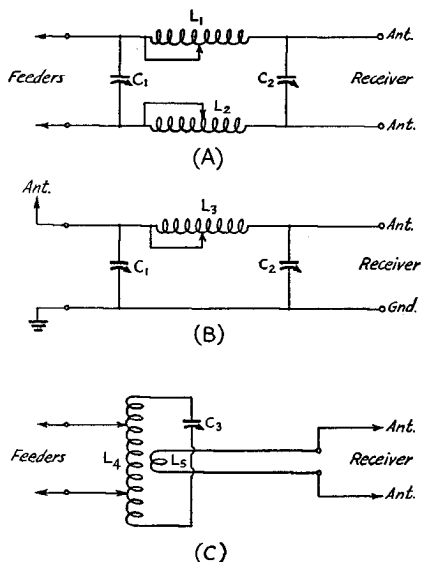 L₁
Ant.
Feeders
C₁
C₂
Receiver
L₂
Ant.
(A)
Ant.
L₃
Ant.
C₁
C₂
Receiver
Gnd.
(B)
C₃
Ant.
Feeders
L₄
L₅
Receiver
Ant.
(C)